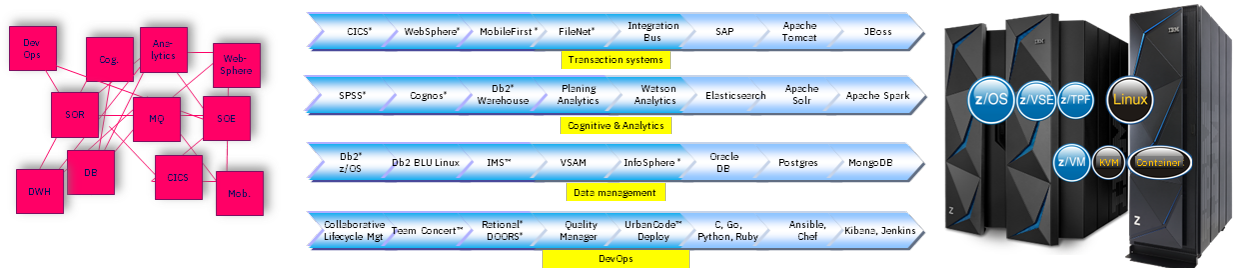 Dev
Ops
Cog.
Ana-
lytics
Web-
Sphere
SOR
MQ
SOE
DWH
DB
CICS
Mob.
CICS*
WebSphere*
MobileFirst*
FileNet*
Integration
Bus
SAP
Apache
Tomcat
JBoss
Transaction systems
SPSS*
Cognos*
Db2*
Warehouse
Planing
Analytics
Watson
Analytics
Elasticsearch
Apache
Solr
Apache Spark
Cognitive & Analytics
Db2*
z/OS
Db2 BLU Linux
IMS™
VSAM
InfoSphere*
Oracle
DB
Postgres
MongoDB
Data management
Collaborative
Lifecycle Mgt
Team Concert™
Rational*
DOORS*
Quality
Manager
UrbanCode™
Deploy
C, Go,
Python, Ruby
Ansible,
Chef
Kibana, Jenkins
DevOps
IBM
IBM
z/OS
z/VSE
z/TPF
Linux
z/VM
KVM
Container
Z
Z